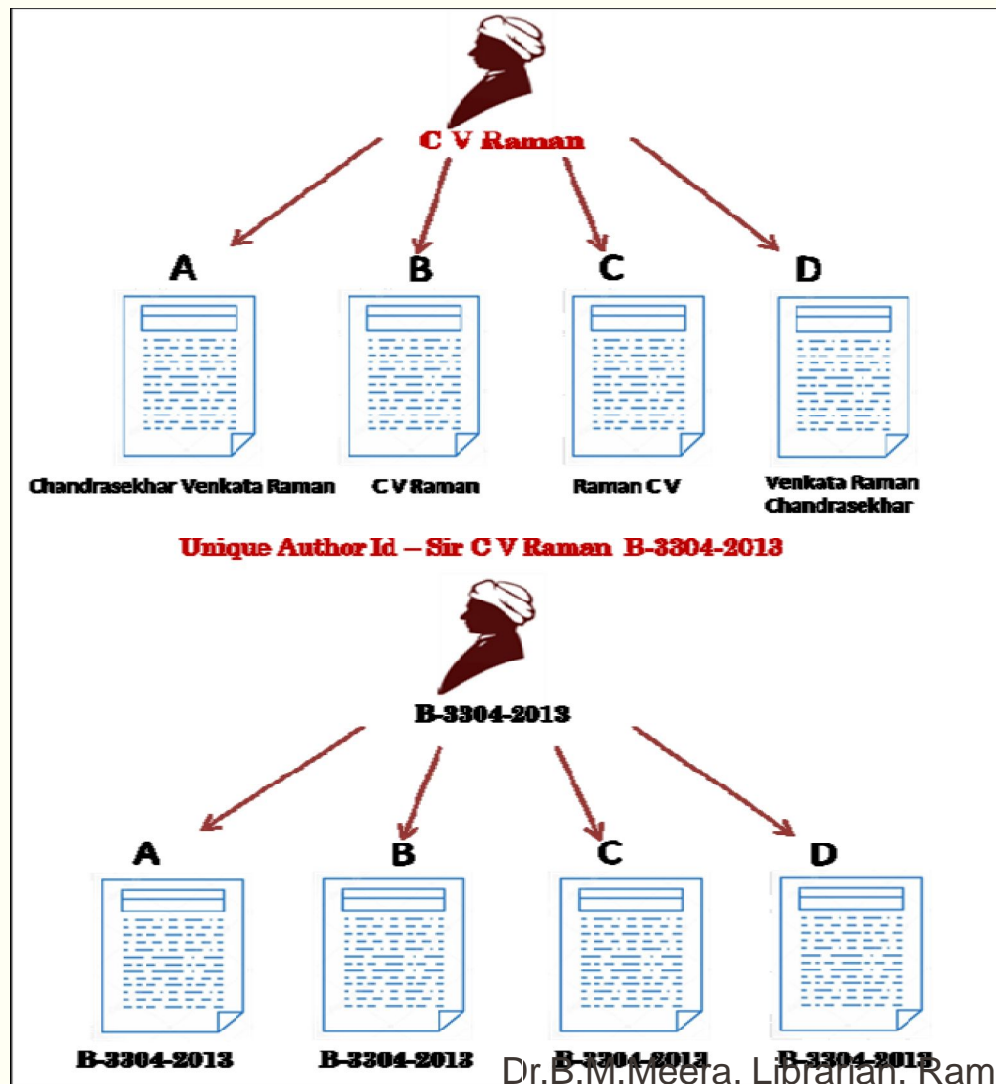 C V Raman
A B C D
Chandrasekhar Venkata Raman C V Raman Raman C V Venkata Raman
Chandrasekhar
Unique Author Id – Sir C V Raman B-3304-2013
B-3304-2013
A B C D
B-3304-2013 B-3304-2013 B-3304-2013 B-3304-2013
Dr.B.M.Meera, Librarian, Ram